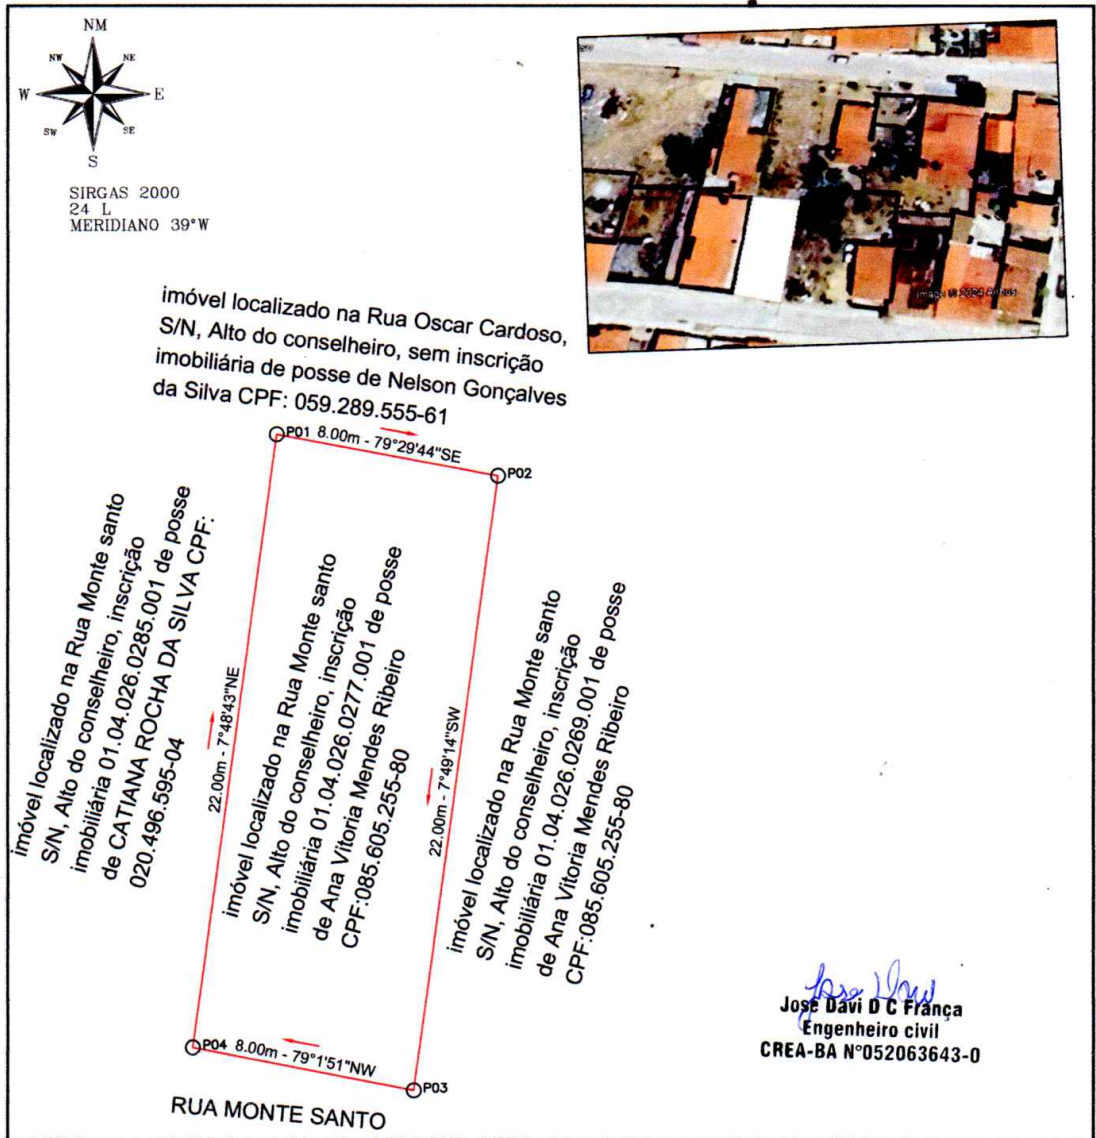 NM
NW
NE
W
E
SW
SE
S
SIRGAS 2000
24 L
MERIDIANO 39°W
imóvel localizado na Rua Oscar Cardoso,
S/N, Alto do conselheiro, sem inscrição
imobiliária de posse de Nelson Gonçalves
da Silva CPF: 059.289.555-61
P01 8.00m - 79°29'44"SE
P02
imóvel localizado na Rua Monte santo
S/N, Alto do conselheiro, inscrição
imobiliária 01.04.026.0285.001 de posse
de CATIANA ROCHA DA SILVA CPF:
020.496.595-04
22.00m - 7°48'43"NE
imóvel localizado na Rua Monte santo
S/N, Alto do conselheiro, inscrição
imobiliária 01.04.026.0277.001 de posse
de Ana Vitoria Mendes Ribeiro
CPF:085.605.255-80
22.00m - 7°49'14"SW
imóvel localizado na Rua Monte santo
S/N, Alto do conselheiro, inscrição
imobiliária 01.04.026.0269.001 de posse
de Ana Vitoria Mendes Ribeiro
CPF:085.605.255-80
P04 8.00m - 79°1'51"NW
P03
RUA MONTE SANTO
Jose Davi D C França
Engenheiro civil
CREA-BA N°052063643-0